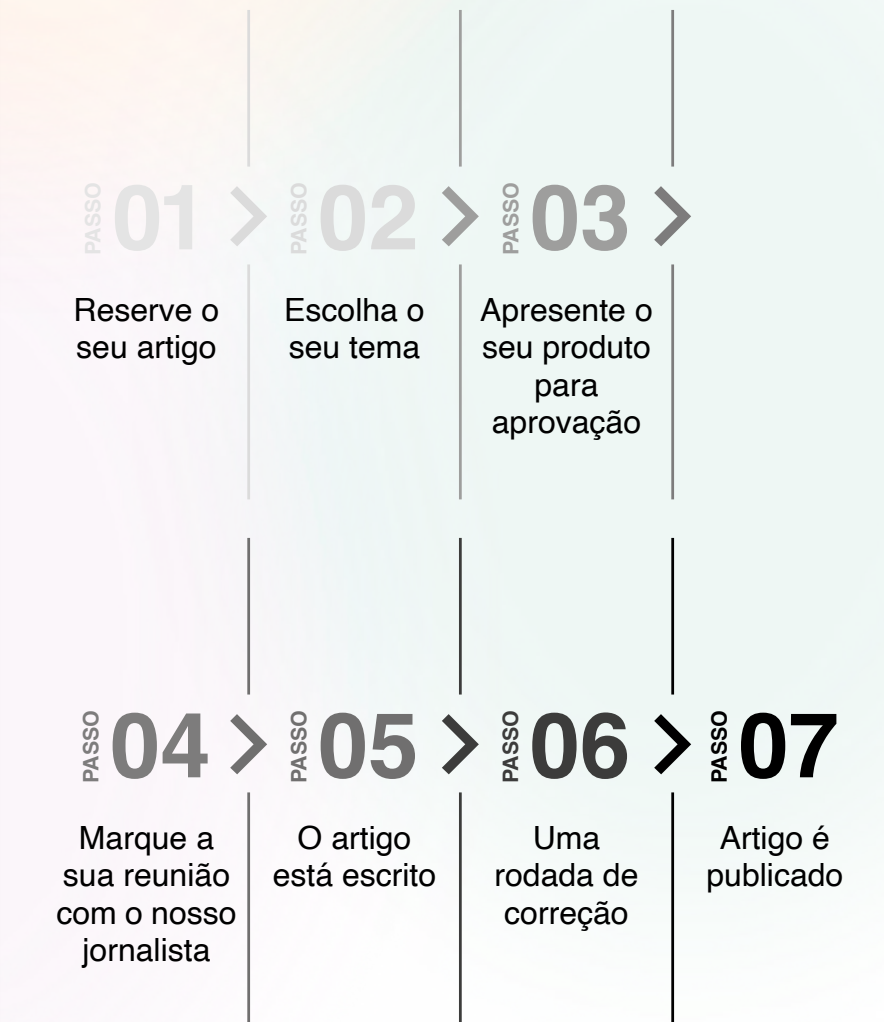 PASSO 01
Reserve o
seu artigo
PASSO 02
Escolha o
seu tema
PASSO 03
Apresente o
seu produto
para
aprovação
PASSO 04
Marque a
sua reunião
com o nosso
jornalista
PASSO 05
O artigo
está escrito
PASSO 06
Uma
rodada de
correção
PASSO 07
Artigo é
publicado